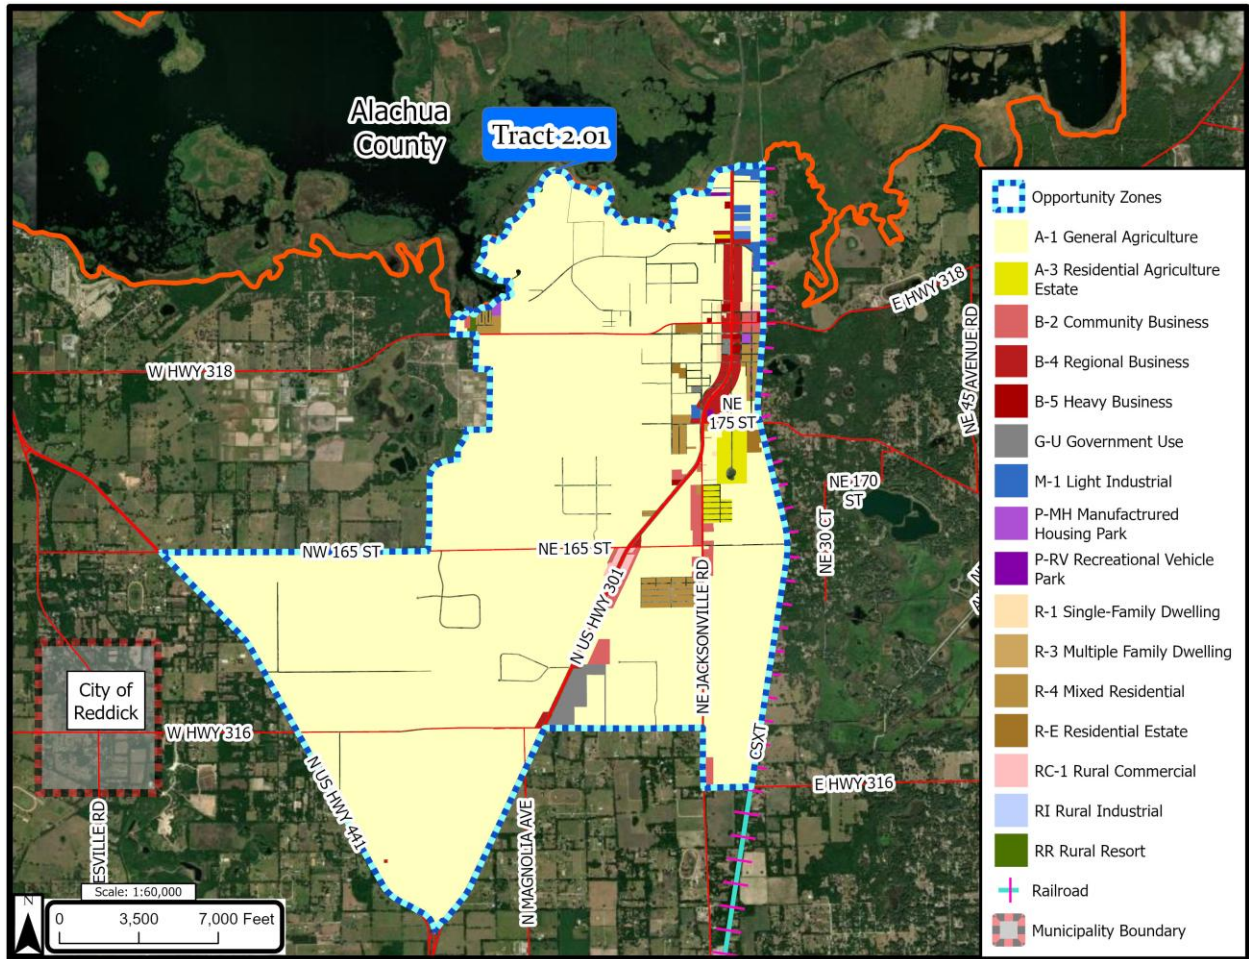 Alachua
County
Tract 2.01
E HWY 318
NE 45 AVENUE RD
W HWY 318
NE
175 ST
NE 170
ST
NE 30 CT
NW 165 ST
NE 165 ST
N US HWY 301
NE JACKSONVILLE RD
City of
Reddick
W HWY 316
CSXT
E HWY 316
N US HWY 441
N MAGNOLIA AVE
ESVILLE RD
Scale: 1:60,000
N
0 3,500 7,000 Feet
Opportunity Zones
A-1 General Agriculture
A-3 Residential Agriculture
Estate
B-2 Community Business
B-4 Regional Business
B-5 Heavy Business
G-U Government Use
M-1 Light Industrial
P-MH Manufactrured
Housing Park
P-RV Recreational Vehicle
Park
R-1 Single-Family Dwelling
R-3 Multiple Family Dwelling
R-4 Mixed Residential
R-E Residential Estate
RC-1 Rural Commercial
RI Rural Industrial
RR Rural Resort
Railroad
Municipality Boundary